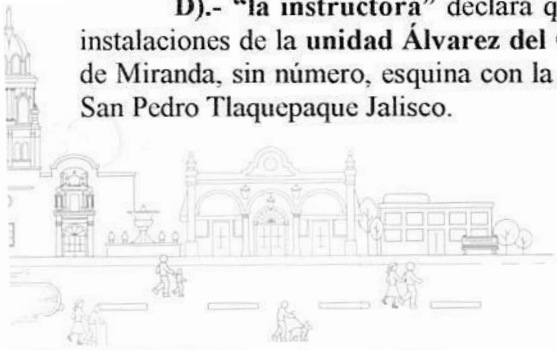 D).- “la instructora” declara q
instalaciones de la unidad Álvarez del
de Miranda, sin número, esquina con la
San Pedro Tlaquepaque Jalisco.